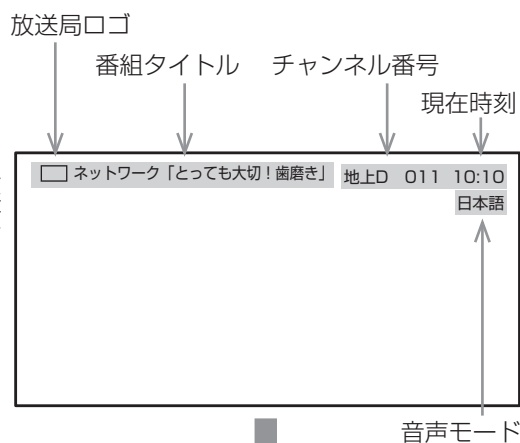 放送局ロゴ
番組タイトル チャンネル番号
現在時刻
ネットワーク「とっても大切！歯磨き」 地上D 011 10:10
日本語
音声モード